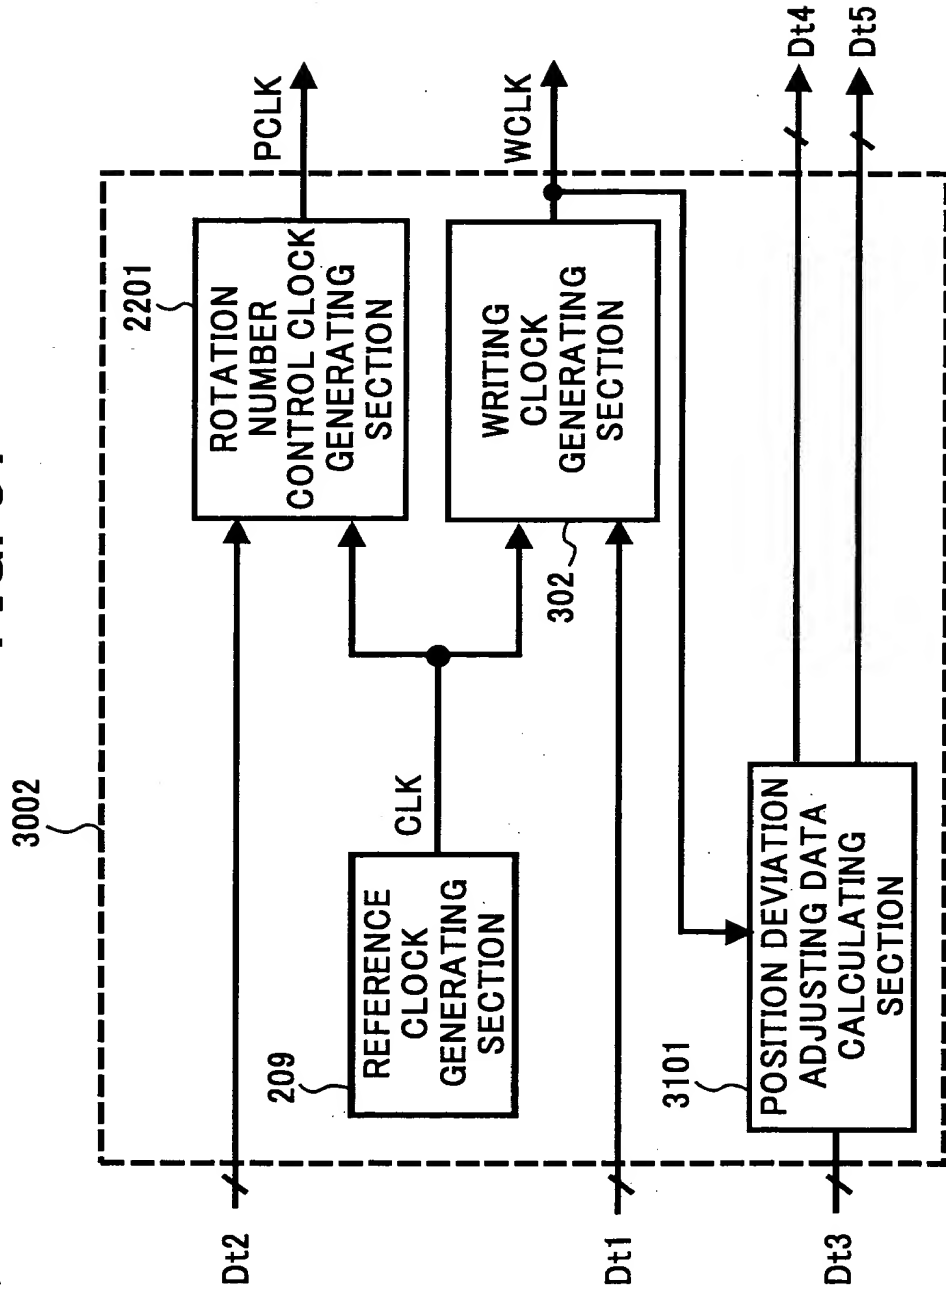 3002
2201
ROTATION
NUMBER
CONTROL CLOCK
GENERATING
SECTION
PCLK
WRITING
CLOCK
GENERATING
SECTION
WCLK
302
CLK
REFERENCE
CLOCK
GENERATING
SECTION
209
3101
POSITION DEVIATION
ADJUSTING DATA
CALCULATING
SECTION
Dt2
Dt1
Dt3
Dt4
Dt5